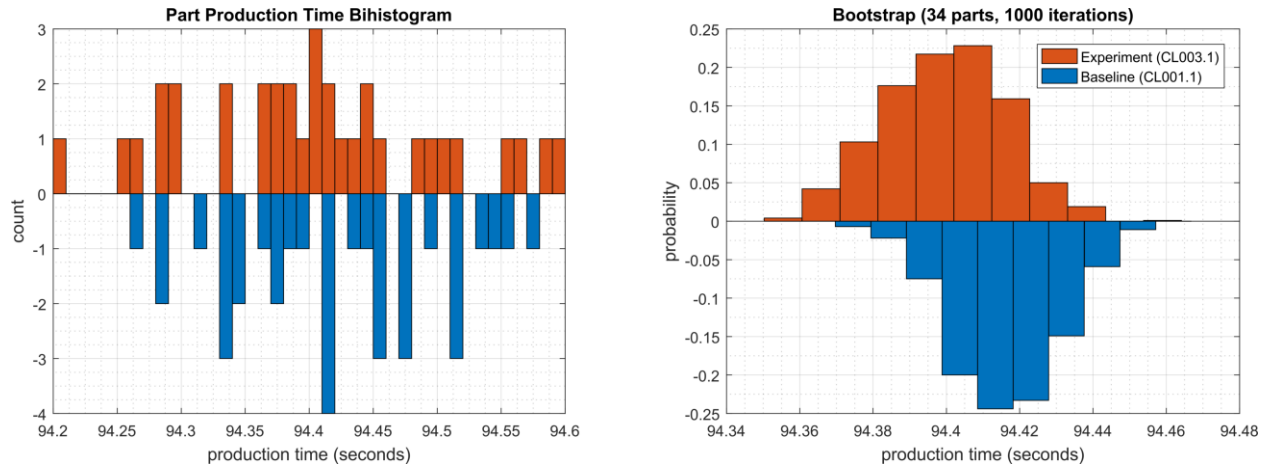 Part Production Time Bihistogram
3
2
1
0
-1
-2
-3
-4
count
94.2 94.25 94.3 94.35 94.4 94.45 94.5 94.55 94.6
production time (seconds)
Bootstrap (34 parts, 1000 iterations)
0.25
0.2
0.15
0.1
0.05
0
-0.05
-0.1
-0.15
-0.2
-0.25
probability
Experiment (CL003.1)
Baseline (CL001.1)
94.34 94.36 94.38 94.4 94.42 94.44 94.46 94.48
production time (seconds)